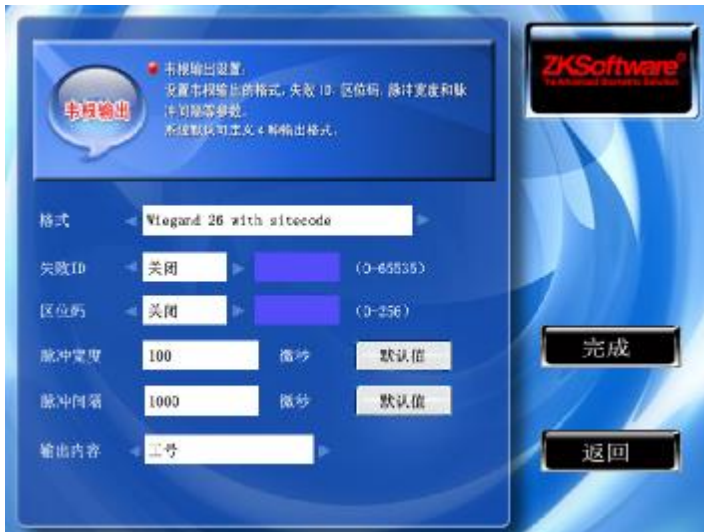 韦根输出
韦根输出设置:
设置韦根输出的格式, 失败 ID, 区位码, 脉冲宽度和脉
冲间隔等参数.
系统默认可定义 4 种输出格式.
ZKSoftware
格式 Wiegand 26 with sitecode
失败ID 关闭 (0-65535)
区位码 关闭 (0-256)
脉冲宽度 100 微秒 默认值
脉冲间隔 1000 微秒 默认值
输出内容 工号
完成
返回